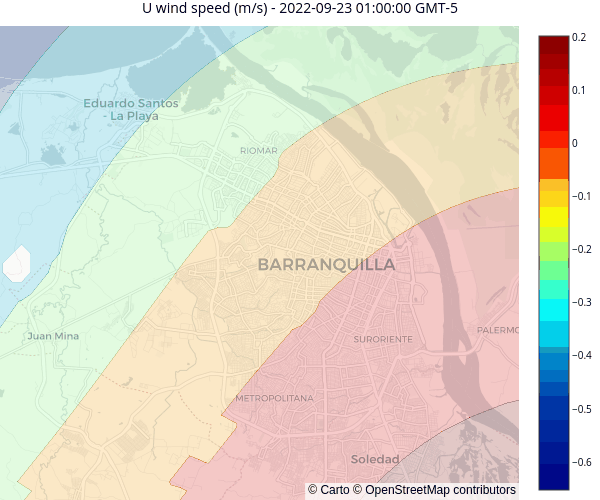 U wind speed (m/s) - 2022-09-23 01:00:00 GMT-5
0.2
Eduardo Santos
- La Playa
0.1
RIOMAR
0
−0.1
−0.2
BARRANQUILLA
−0.3
Juan Mina
SURORIENTE
PALERMO
−0.4
METROPOLITANA
−0.5
Soledad
−0.6
© Carto © OpenStreetMap contributors